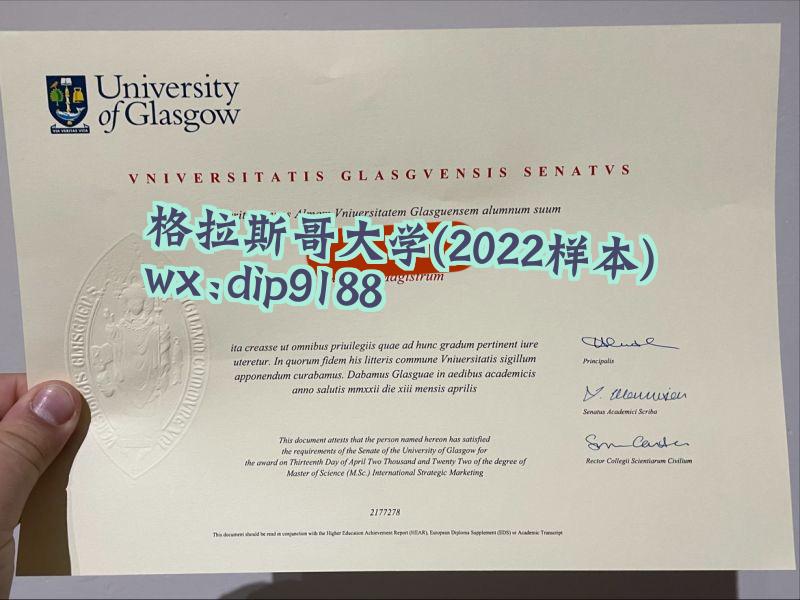 University
of Glasgow
VIA VERITAS VITA
VNIVERSITATIS GLASGVENSIS SENATVS
Almam Vniuersitatem Glasguensem alumnum suum
格拉斯哥大学(2022样本)
wx:dip9188
magistrum
ita creasse ut omnibus priuilegiis quae ad hunc gradum pertinent iure
uteretur. In quorum fidem his litteris commune Vniuersitatis sigillum
apponendum curabamus. Dabamus Glasguae in aedibus academicis
anno salutis mmxxii die xiii mensis aprilis
Principalis
Senatus Academici Scriba
Rector Collegii Scientiarum Civilium
This document attests that the person named hereon has satisfied
the requirements of the Senate of the University of Glasgow for
the award on Thirteenth Day of April Two Thousand and Twenty Two of the degree of
Master of Science (M.Sc.) International Strategic Marketing
2177278
This document should be read in conjunction with the Higher Education Achievement Report (HEAR), European Diploma Supplement (EDS) or Academic Transcript